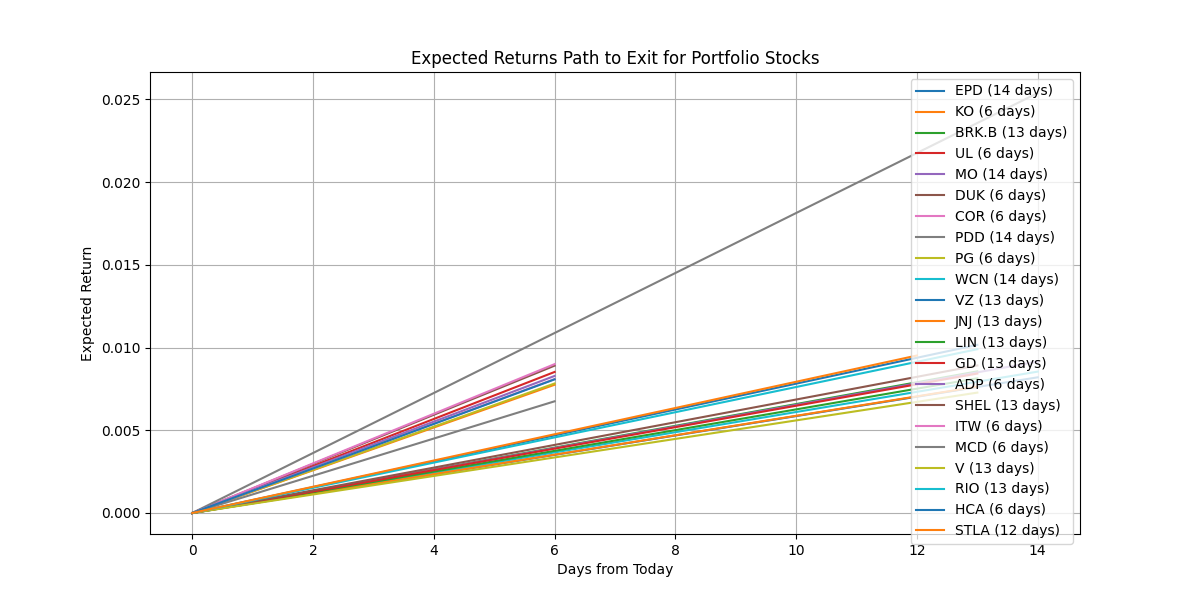 Expected Returns Path to Exit for Portfolio Stocks
Expected Return
0.025
0.020
0.015
0.010
0.005
0.000
EPD (14 days)
KO (6 days)
BRK.B (13 days)
UL (6 days)
MO (14 days)
DUK (6 days)
COR (6 days)
PDD (14 days)
PG (6 days)
WCN (14 days)
VZ (13 days)
JNJ (13 days)
LIN (13 days)
GD (13 days)
ADP (6 days)
SHEL (13 days)
ITW (6 days)
MCD (6 days)
V (13 days)
RIO (13 days)
HCA (6 days)
STLA (12 days)
0 2 4 6 8 10 12 14
Days from Today